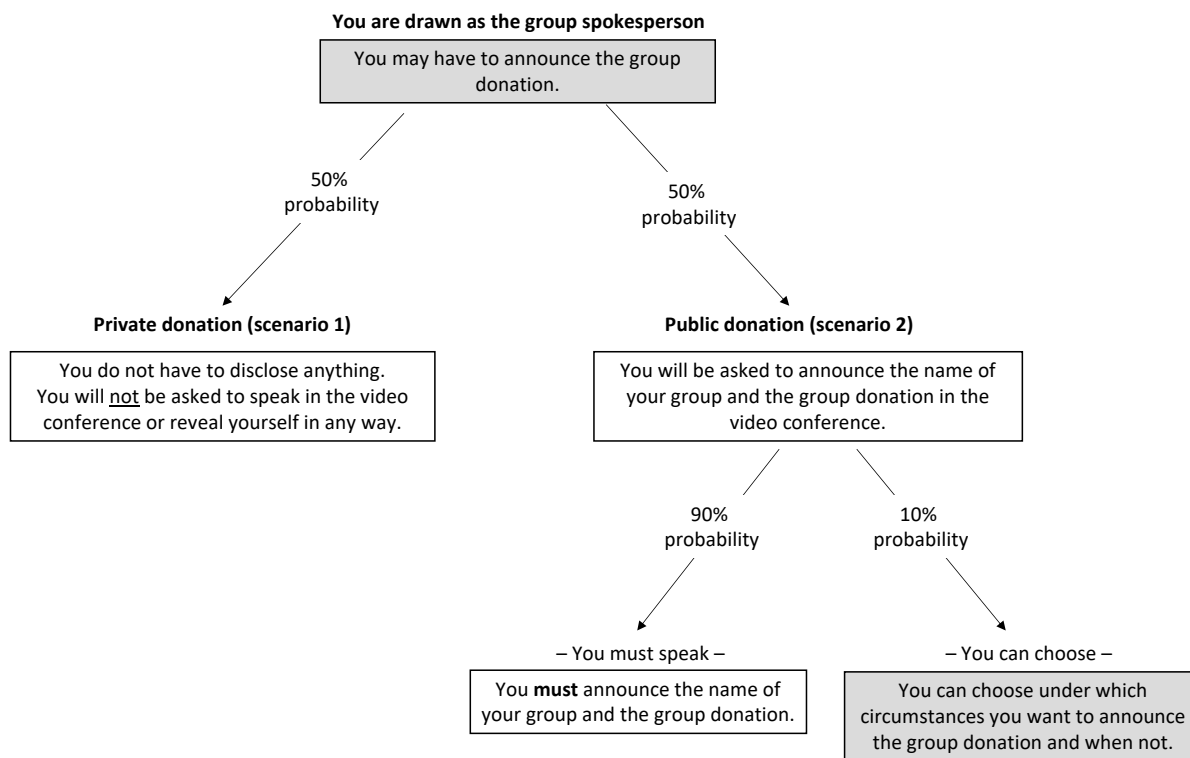 You are drawn as the group spokesperson
You may have to announce the group
donation.
50%
probability
50%
probability
Private donation (scenario 1)
You do not have to disclose anything.
You will not be asked to speak in the video
conference or reveal yourself in any way.
Public donation (scenario 2)
You will be asked to announce the name of
your group and the group donation in the
video conference.
90%
probability
10%
probability
– You must speak –
You must announce the name of
your group and the group donation.
– You can choose –
You can choose under which
circumstances you want to announce
the group donation and when not.